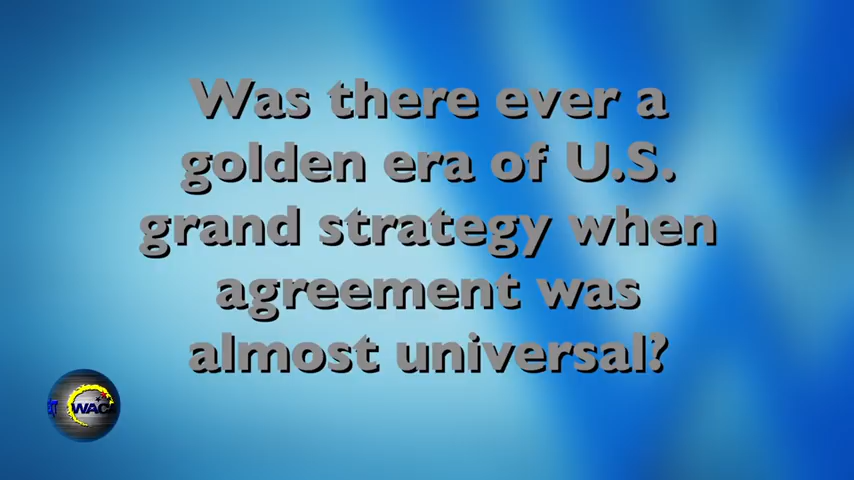 Was there ever a
golden era of U.S.
grand strategy when
agreement was
almost universal?
WAC